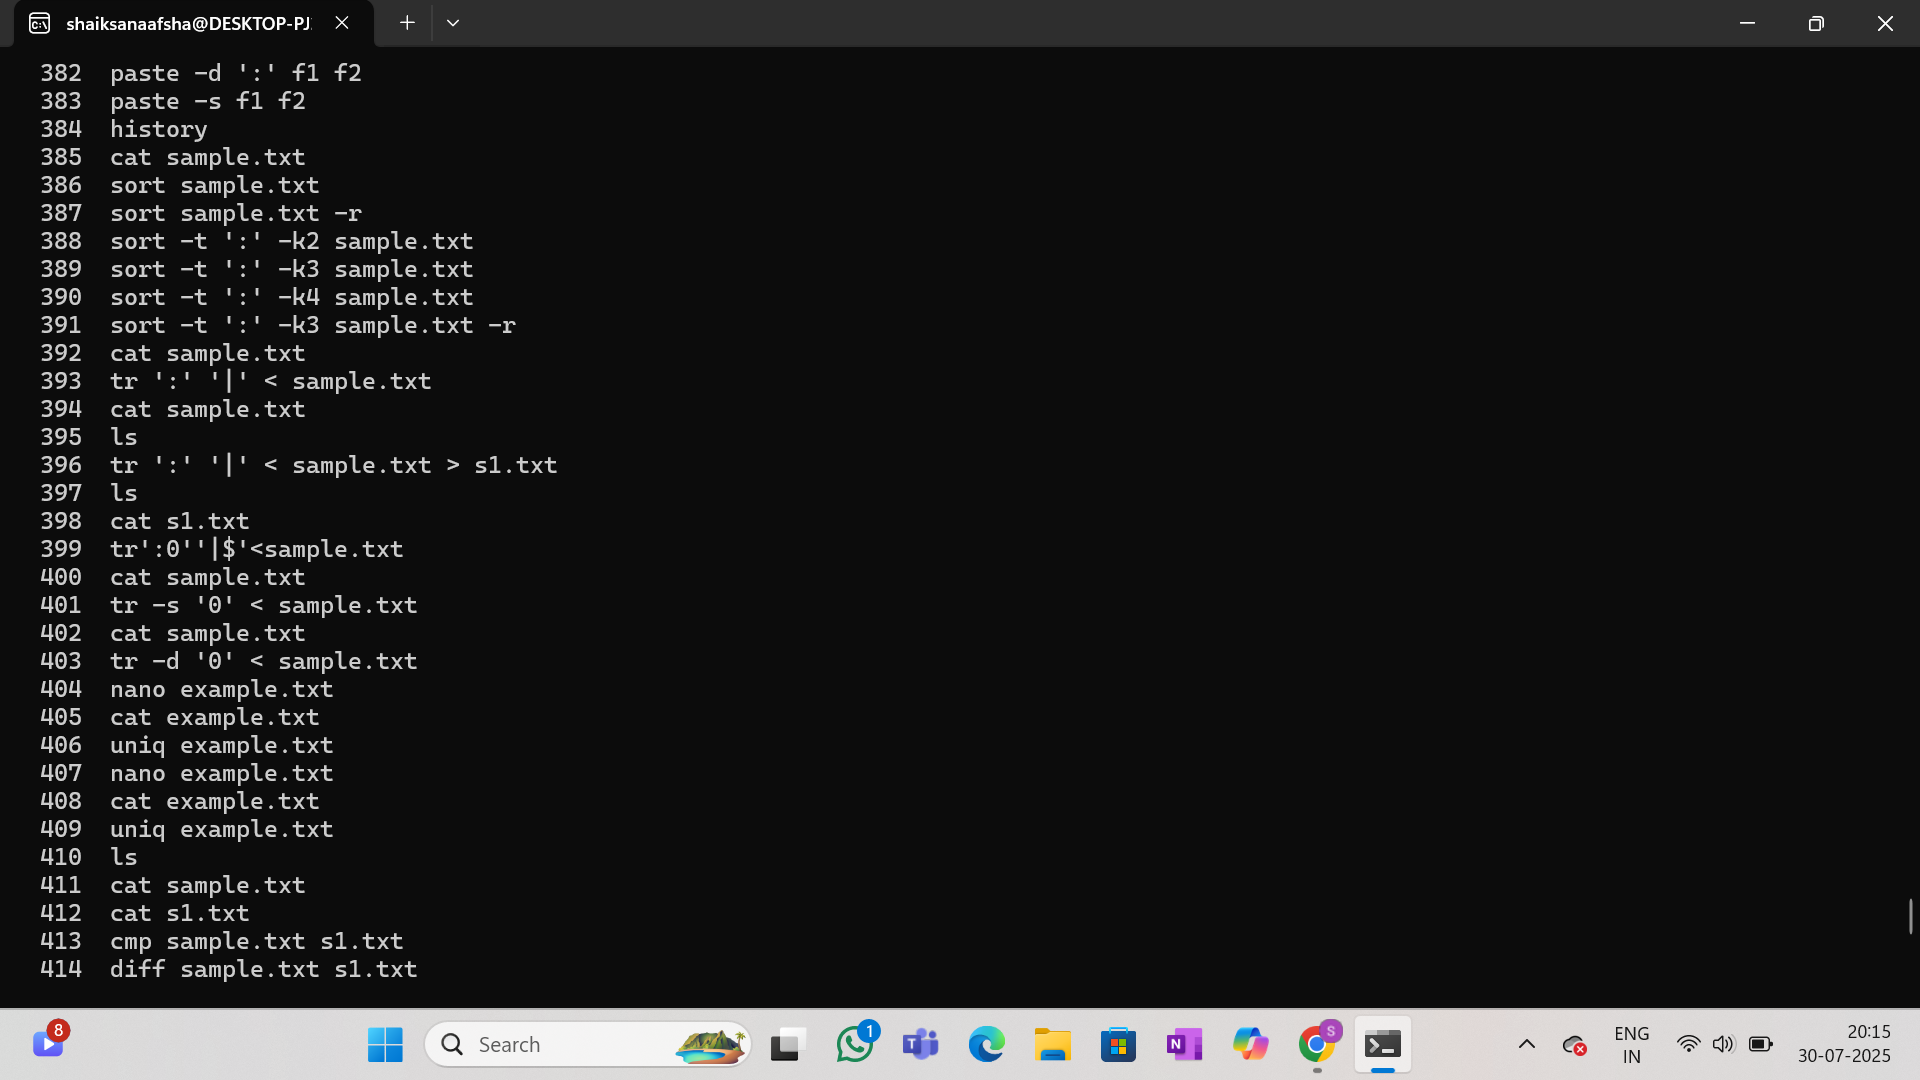 shaiksanaafsha@DESKTOP-PJ
382 paste -d ':' f1 f2
383 paste -s f1 f2
384 history
385 cat sample.txt
386 sort sample.txt
387 sort sample.txt -r
388 sort -t ':' -k2 sample.txt
389 sort -t ':' -k3 sample.txt
390 sort -t ':' -k4 sample.txt
391 sort -t ':' -k3 sample.txt -r
392 cat sample.txt
393 tr ':' '|' < sample.txt
394 cat sample.txt
395 ls
396 tr ':' '|' < sample.txt > s1.txt
397 ls
398 cat s1.txt
399 tr':0''|$'<sample.txt
400 cat sample.txt
401 tr -s '0' < sample.txt
402 cat sample.txt
403 tr -d '0' < sample.txt
404 nano example.txt
405 cat example.txt
406 uniq example.txt
407 nano example.txt
408 cat example.txt
409 uniq example.txt
410 ls
411 cat sample.txt
412 cat s1.txt
413 cmp sample.txt s1.txt
414 diff sample.txt s1.txt
8
Search
1
T
N
S
ENG
IN
20:15
30-07-2025